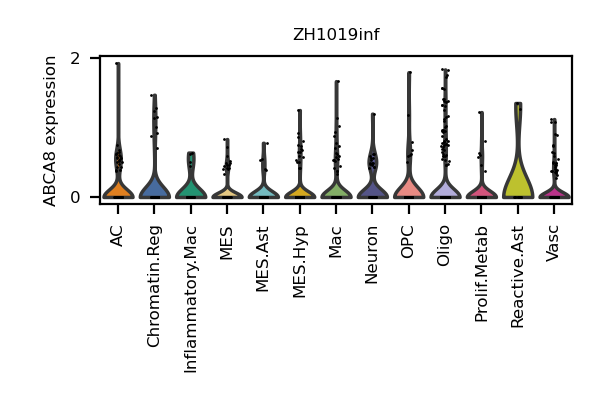 ZH1019inf
ABCA8 expression
2
0
AC
Chromatin.Reg
Inflammatory.Mac
MES
MES.Ast
MES.Hyp
Mac
Neuron
OPC
Oligo
Prolif.Metab
Reactive.Ast
Vasc